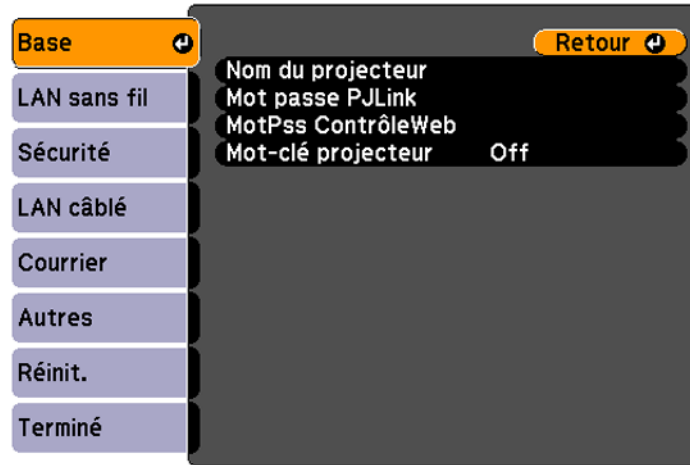 Base
LAN sans fil
Sécurité
LAN câblé
Courrier
Autres
Réinit.
Terminé
Retour
Nom du projecteur
Mot passe PJLink
MotPss ContrôleWeb
Mot-clé projecteur Off